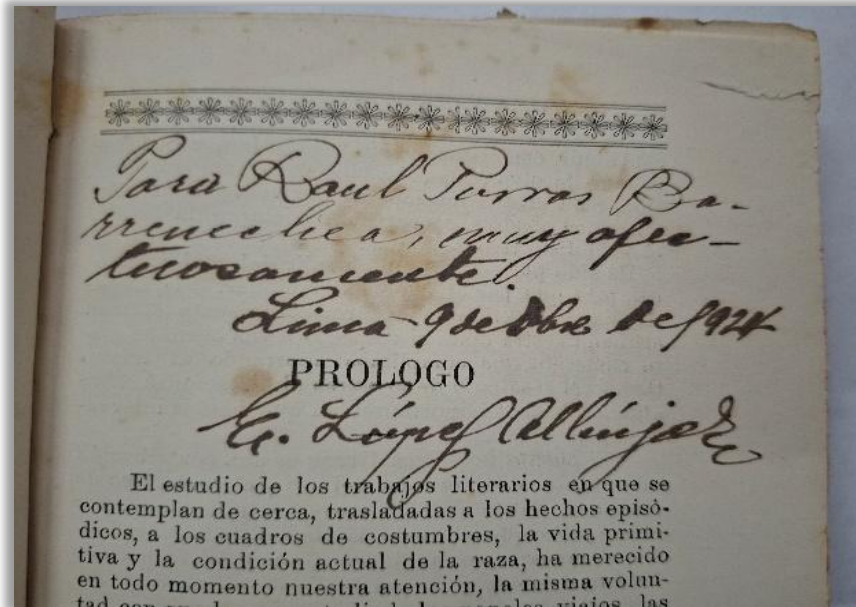 Para Raul Porras Ba-
rrenechea, muy afec-
tuosamente.
Lima 9 de Obre de 1924
PROLOGO
E. López Albújar
El estudio de los trabajos literarios en que se
contemplan de cerca, trasladadas a los hechos episó-
dicos, a los cuadros de costumbres, la vida primi-
tiva y la condición actual de la raza, ha merecido
en todo momento nuestra atención, la misma volun-